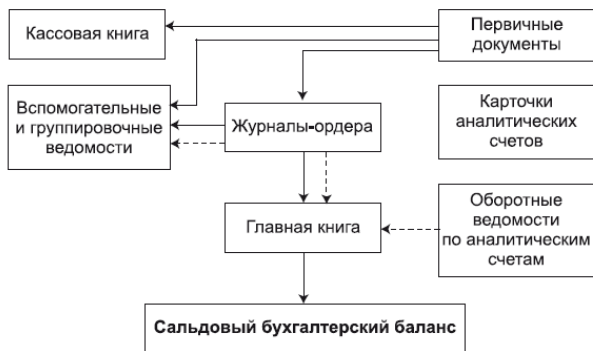 Кассовая книга
Первичные
документы
Вспомогательные
и группировочные
ведомости
Журналы-ордера
Карточки
аналитических
счетов
Главная книга
Оборотные
ведомости
по аналитическим
счетам
Сальдовый бухгалтерский баланс